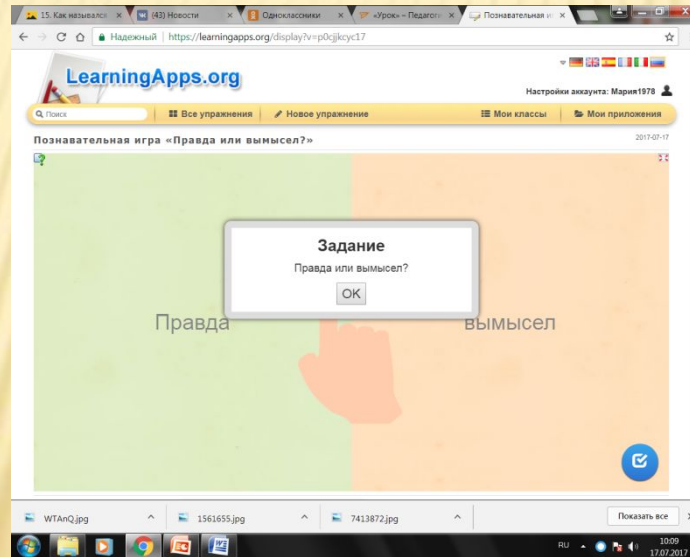 15. Как назывался
(43) Новости
Одноклассники
«Урок» – Педагоги
Познавательная и
Надежный | https://learningapps.org/display?v=p0cjjkcyc17
LearningApps.org
Настройки аккаунта: Мария1978
Поиск
Все упражнения
Новое упражнение
Мои классы
Мои приложения
Познавательная игра «Правда или вымысел?»
2017-07-17
Задание
Правда или вымысел?
OK
Правда
вымысел
WTAnQ.jpg
1561655.jpg
7413872.jpg
Показать все
RU
10:09
17.07.2017